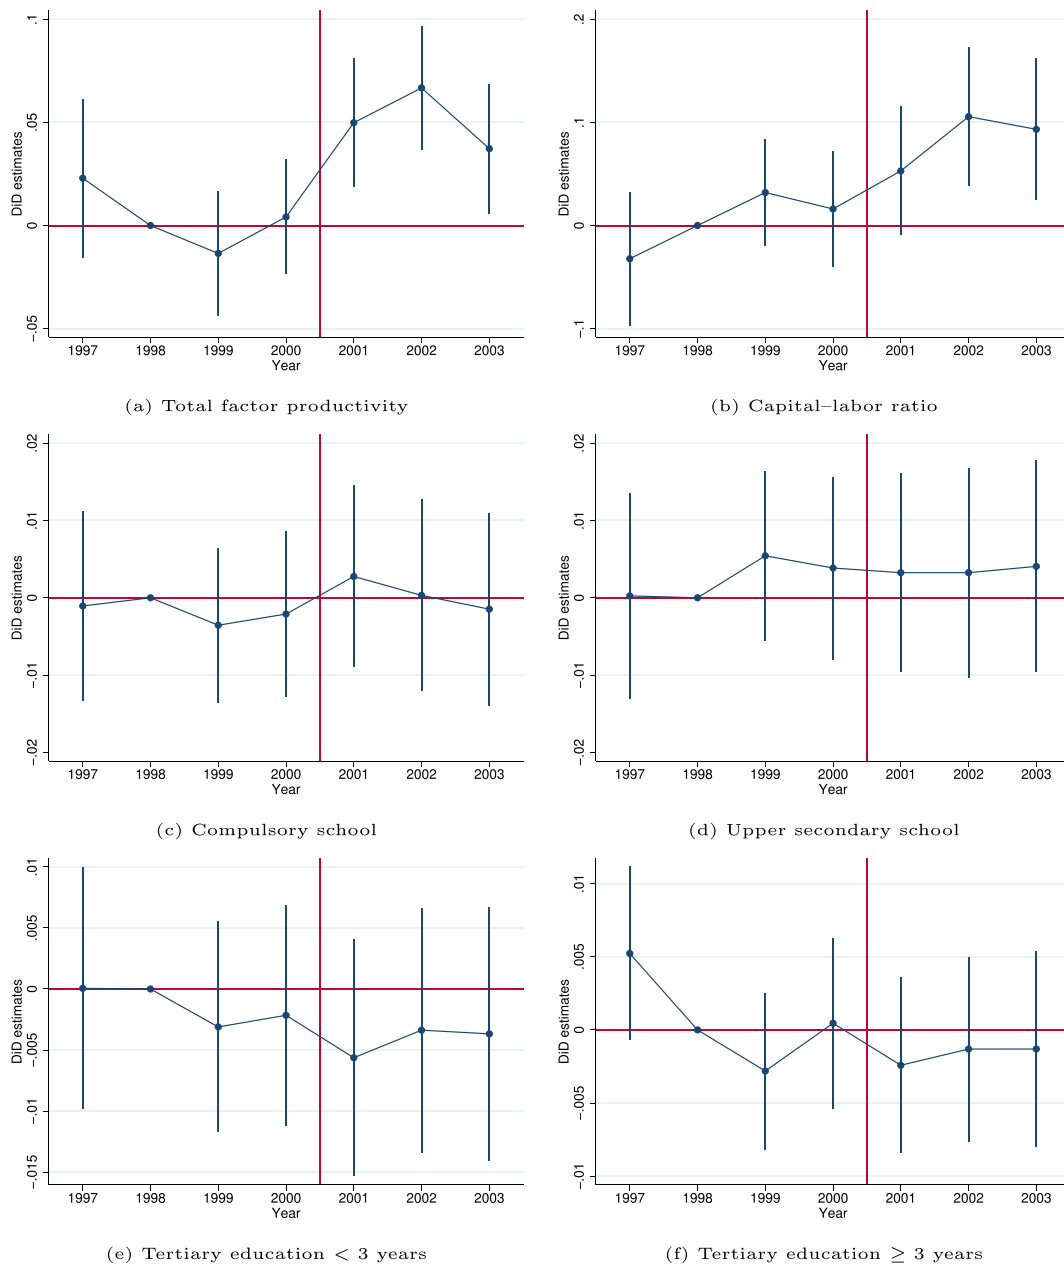 .1
.05
0
-.05
DiD estimates
1997 1998 1999 2000 2001 2002 2003
Year
(a) Total factor productivity
.2
.1
0
-.1
DiD estimates
1997 1998 1999 2000 2001 2002 2003
Year
(b) Capital–labor ratio
.02
.01
0
-.01
-.02
DiD estimates
1997 1998 1999 2000 2001 2002 2003
Year
(c) Compulsory school
.02
.01
0
-.01
-.02
DiD estimates
1997 1998 1999 2000 2001 2002 2003
Year
(d) Upper secondary school
.01
.005
0
-.005
-.01
-.015
DiD estimates
1997 1998 1999 2000 2001 2002 2003
Year
(e) Tertiary education < 3 years
.01
.005
0
-.005
-.01
DiD estimates
1997 1998 1999 2000 2001 2002 2003
Year
(f) Tertiary education ≥ 3 years